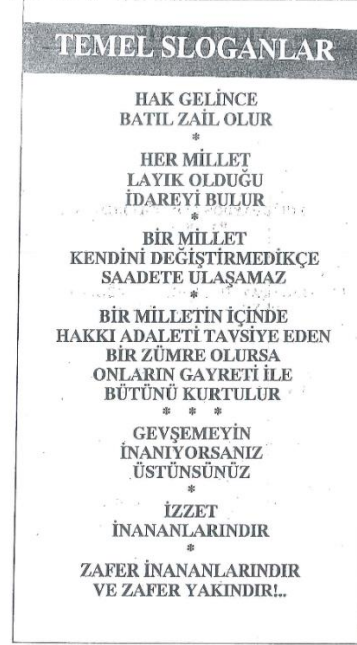 TEMEL SLOGANLAR
HAK GELİNCE
BATIL ZAİL OLUR
*
HER MİLLET
LAYIK OLDUĞU
İDAREYİ BULUR
*
BİR MİLLET
KENDİNİ DEĞİŞTİRMEDİKÇE
SAADETE ULAŞAMAZ
*
BİR MİLLETİN İÇİNDE
HAKKI ADALETİ TAVSİYE EDEN
BİR ZÜMRE OLURSA
ONLARIN GAYRETİ İLE
BÜTÜNÜ KURTULUR
* * *
GEVŞEMEYİN
İNANIYORSANIZ
ÜSTÜNSÜNÜZ
*
İZZET
İNANANLARINDIR
*
ZAFER İNANANLARINDIR
VE ZAFER YAKINDIR!..